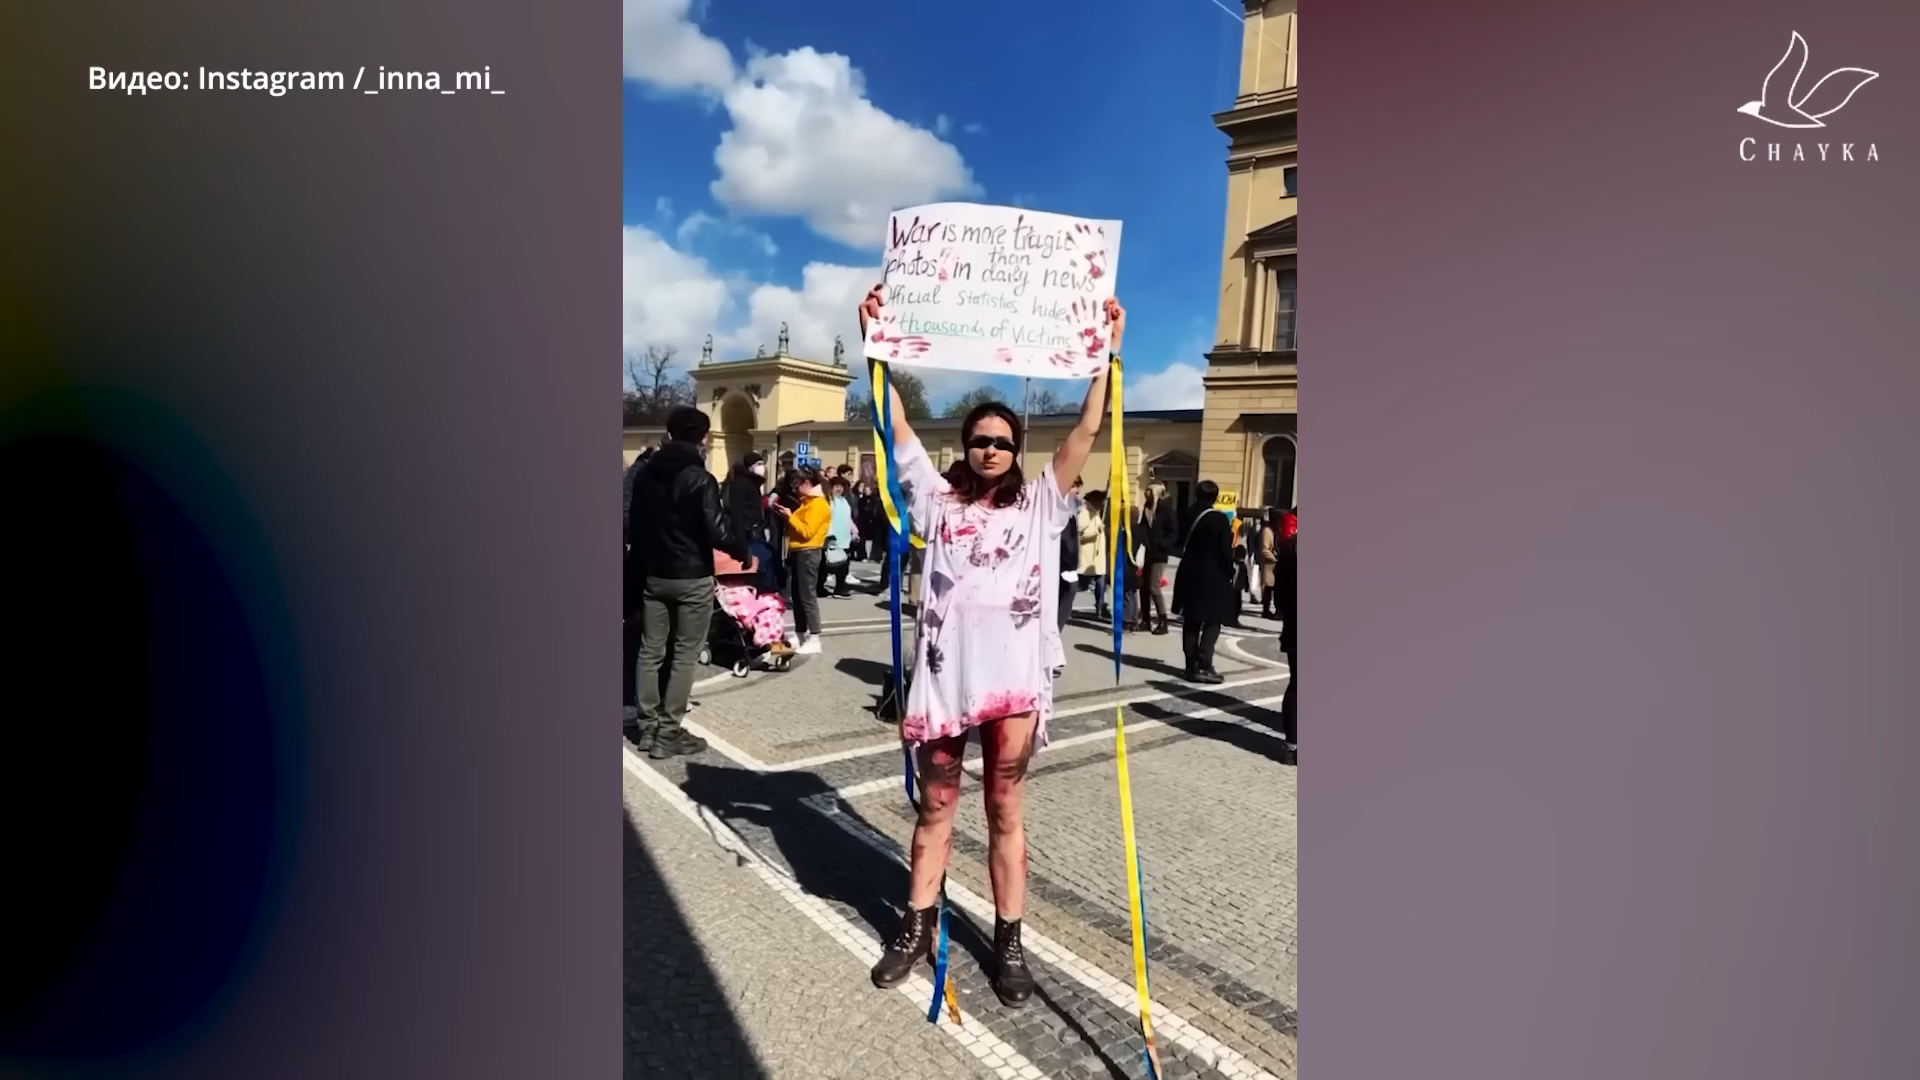 Видео: Instagram /_inna_mi_
CHAYKA
War is more tragic
than
photos in daily news
Official statistics hide
thousands of victims
U
BUCHA